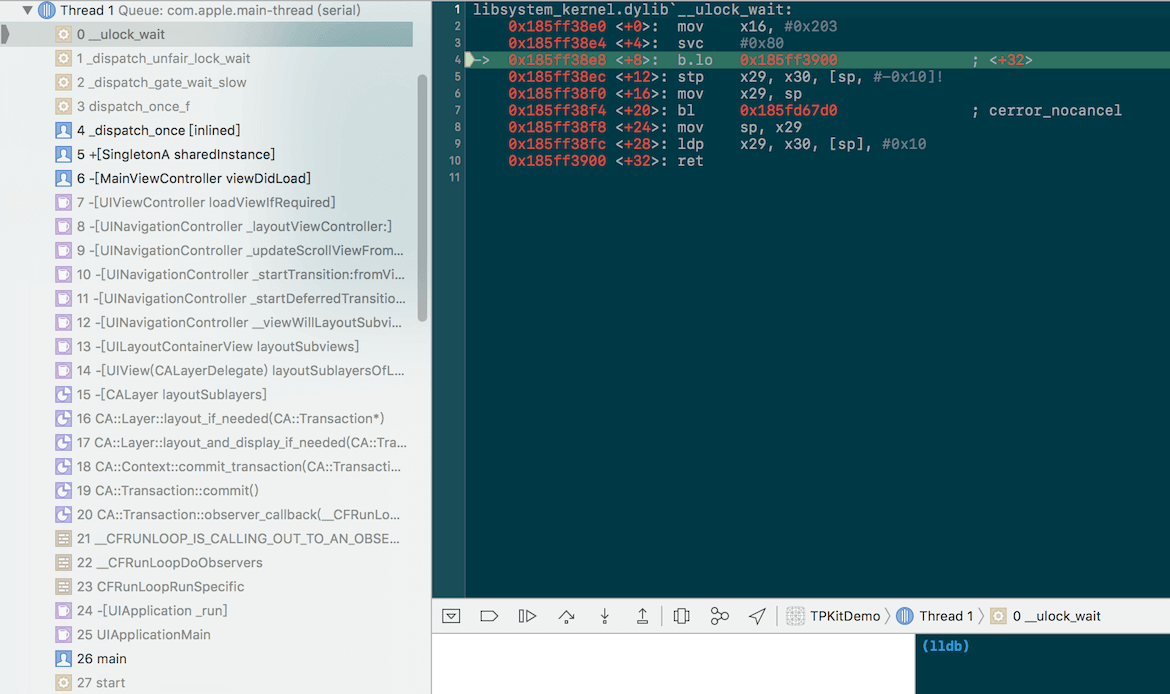 Thread 1 Queue: com.apple.main-thread (serial)
0 __ulock_wait
1 _dispatch_unfair_lock_wait
2 _dispatch_gate_wait_slow
3 dispatch_once_f
4 _dispatch_once [inlined]
5 +[SingletonA sharedInstance]
6 -[MainViewController viewDidLoad]
7 -[UIViewController loadViewIfRequired]
8 -[UINavigationController _layoutViewController:]
9 -[UINavigationController _updateScrollViewFrom...
10 -[UINavigationController _startTransition:fromVi...
11 -[UINavigationController _startDeferredTransitio...
12 -[UINavigationController __viewWillLayoutSubvi...
13 -[UILayoutContainerView layoutSubviews]
14 -[UIView(CALayerDelegate) layoutSublayersOfL...
15 -[CALayer layoutSublayers]
16 CA::Layer::layout_if_needed(CA::Transaction*)
17 CA::Layer::layout_and_display_if_needed(CA::Tra...
18 CA::Context::commit_transaction(CA::Transacti...
19 CA::Transaction::commit()
20 CA::Transaction::observer_callback(__CFRunLo...
21 __CFRUNLOOP_IS_CALLING_OUT_TO_AN_OBSE...
22 __CFRunLoopDoObservers
23 CFRunLoopRunSpecific
24 -[UIApplication _run]
25 UIApplicationMain
26 main
27 start
1 libsystem_kernel.dylib`__ulock_wait:
2 0x185ff38e0 <+0>: mov x16, #0x203
3 0x185ff38e4 <+4>: svc #0x80
4 -> 0x185ff38e8 <+8>: b.lo 0x185ff3900 ; <+32>
5 0x185ff38ec <+12>: stp x29, x30, [sp, #-0x10]!
6 0x185ff38f0 <+16>: mov x29, sp
7 0x185ff38f4 <+20>: bl 0x185fd67d0 ; cerror_nocancel
8 0x185ff38f8 <+24>: mov sp, x29
9 0x185ff38fc <+28>: ldp x29, x30, [sp], #0x10
10 0x185ff3900 <+32>: ret
11
TPKitDemo Thread 1 0 __ulock_wait
(lldb)